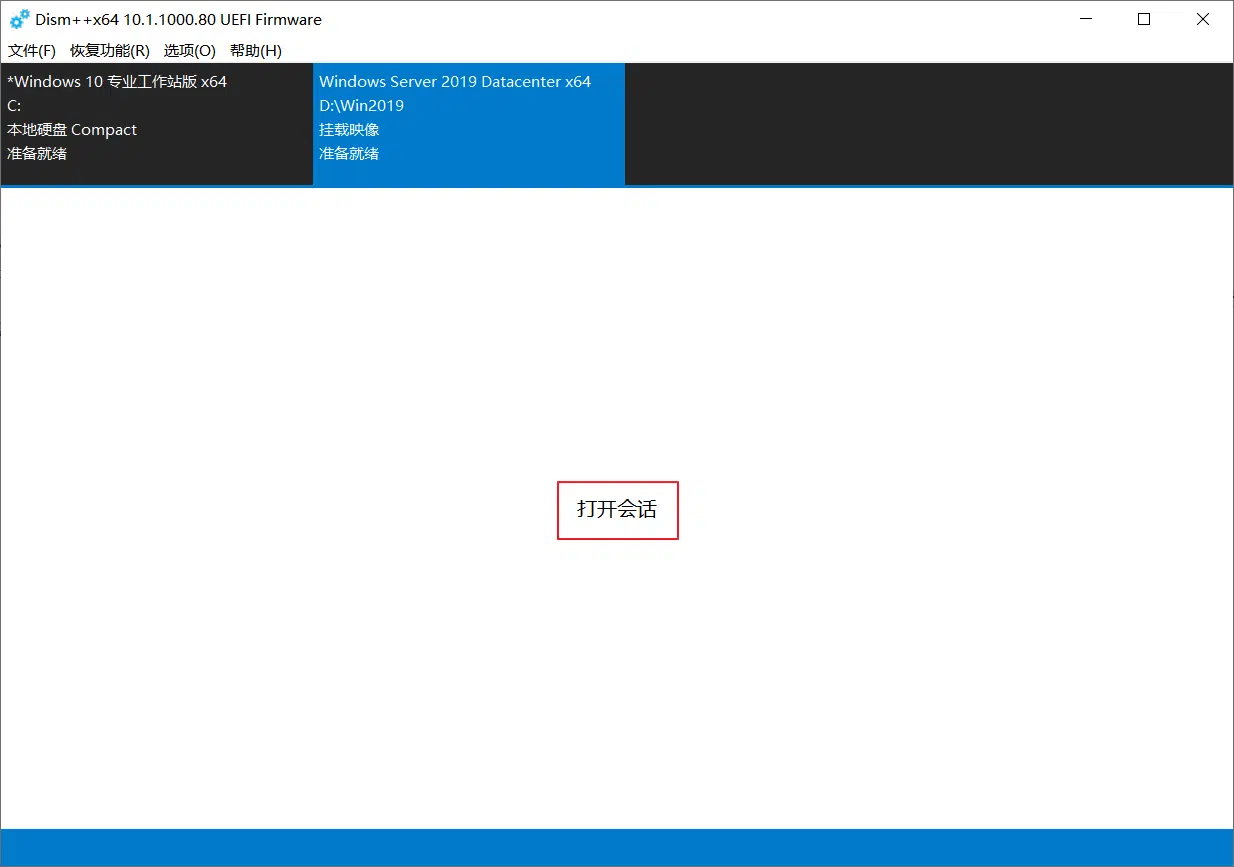 Dism++x64 10.1.1000.80 UEFI Firmware
文件(F) 恢复功能(R) 选项(O) 帮助(H)
*Windows 10 专业工作站版 x64
C:
本地硬盘 Compact
准备就绪
Windows Server 2019 Datacenter x64
D:\Win2019
挂载映像
准备就绪
打开会话